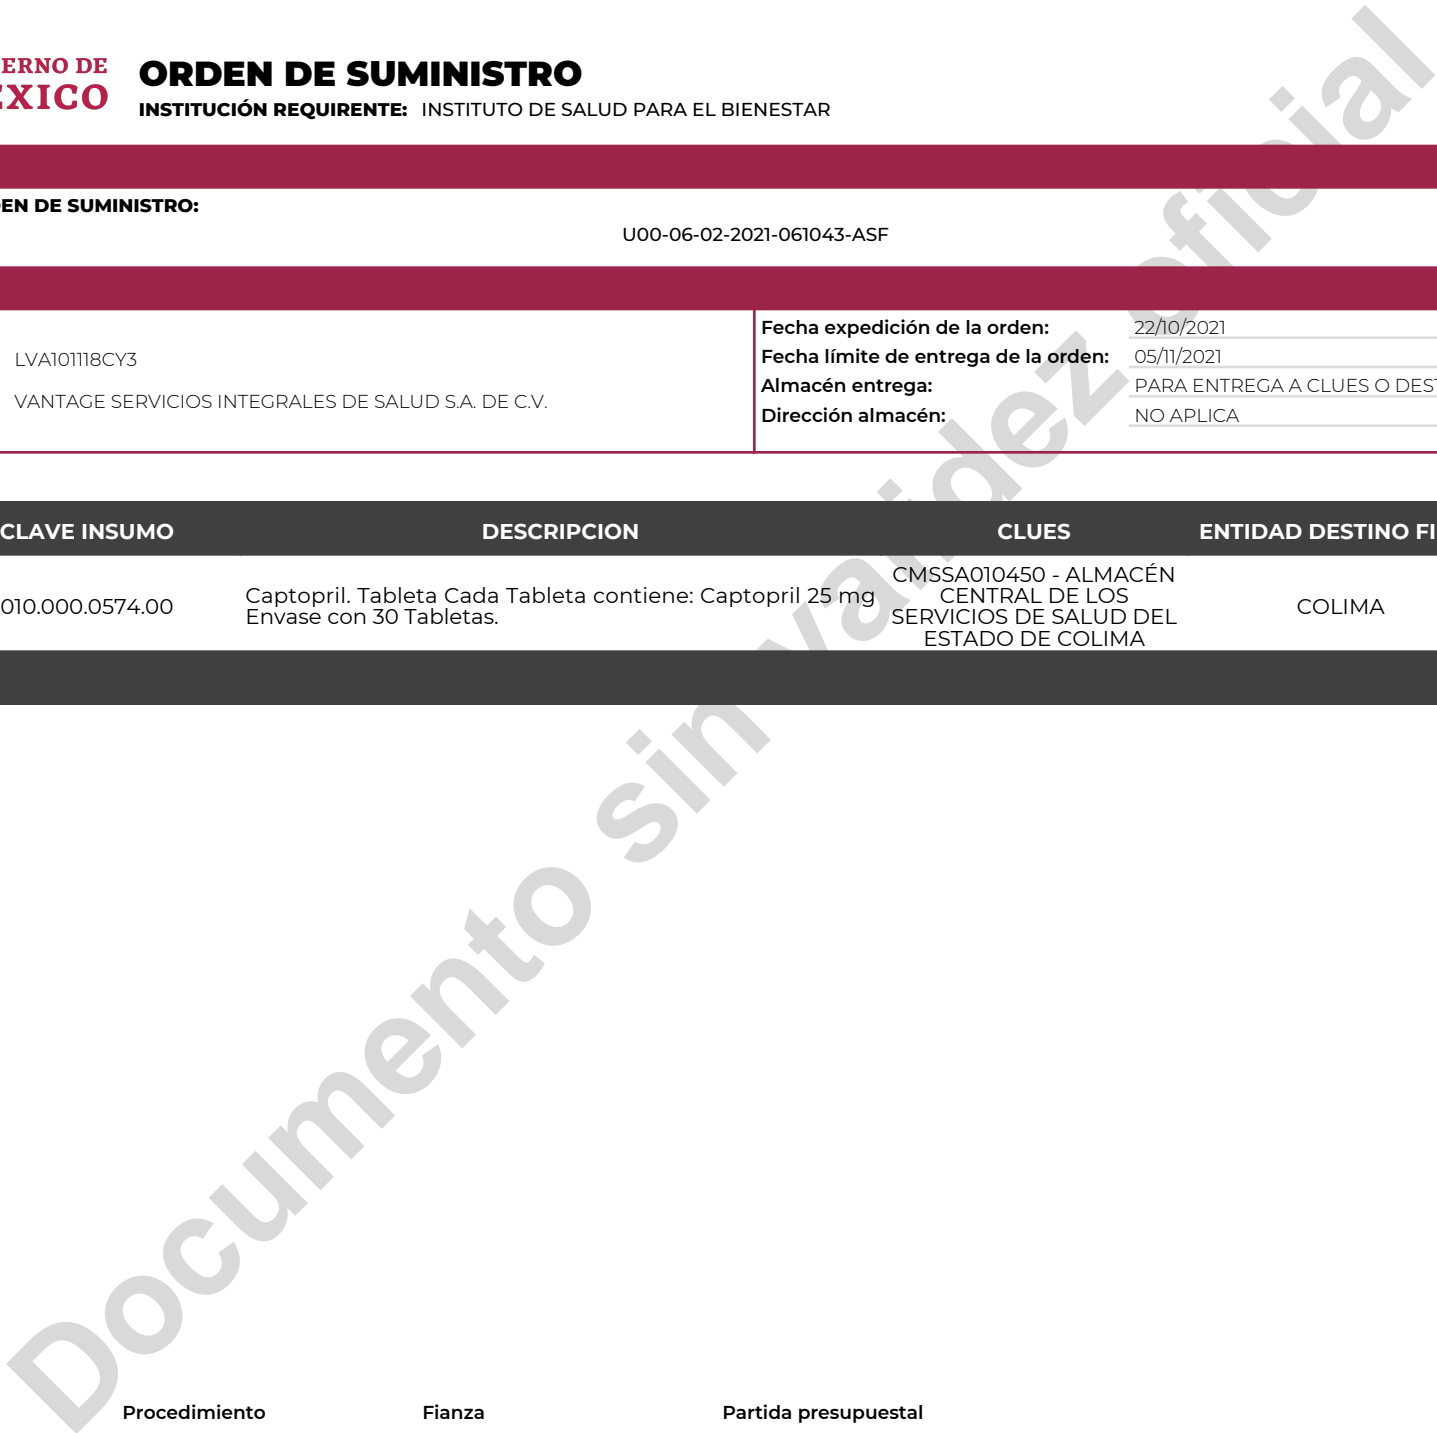 ERNO DE
EXICO
ORDEN DE SUMINISTRO
INSTITUCIÓN REQUIRENTE: INSTITUTO DE SALUD PARA EL BIENESTAR
EN DE SUMINISTRO:
U00-06-02-2021-061043-ASF
LVA101118CY3
VANTAGE SERVICIOS INTEGRALES DE SALUD S.A. DE C.V.
Fecha expedición de la orden: 22/10/2021
Fecha límite de entrega de la orden: 05/11/2021
Almacén entrega: PARA ENTREGA A CLUES O DEST
Dirección almacén: NO APLICA
CLAVE INSUMO DESCRIPCION CLUES ENTIDAD DESTINO FI
010.000.0574.00
Captopril. Tableta Cada Tableta contiene: Captopril 25 mg
Envase con 30 Tabletas.
CMSSA010450 - ALMACÉN
CENTRAL DE LOS
SERVICIOS DE SALUD DEL
ESTADO DE COLIMA
COLIMA
Documento sin validez oficial
Procedimiento Fianza Partida presupuestal